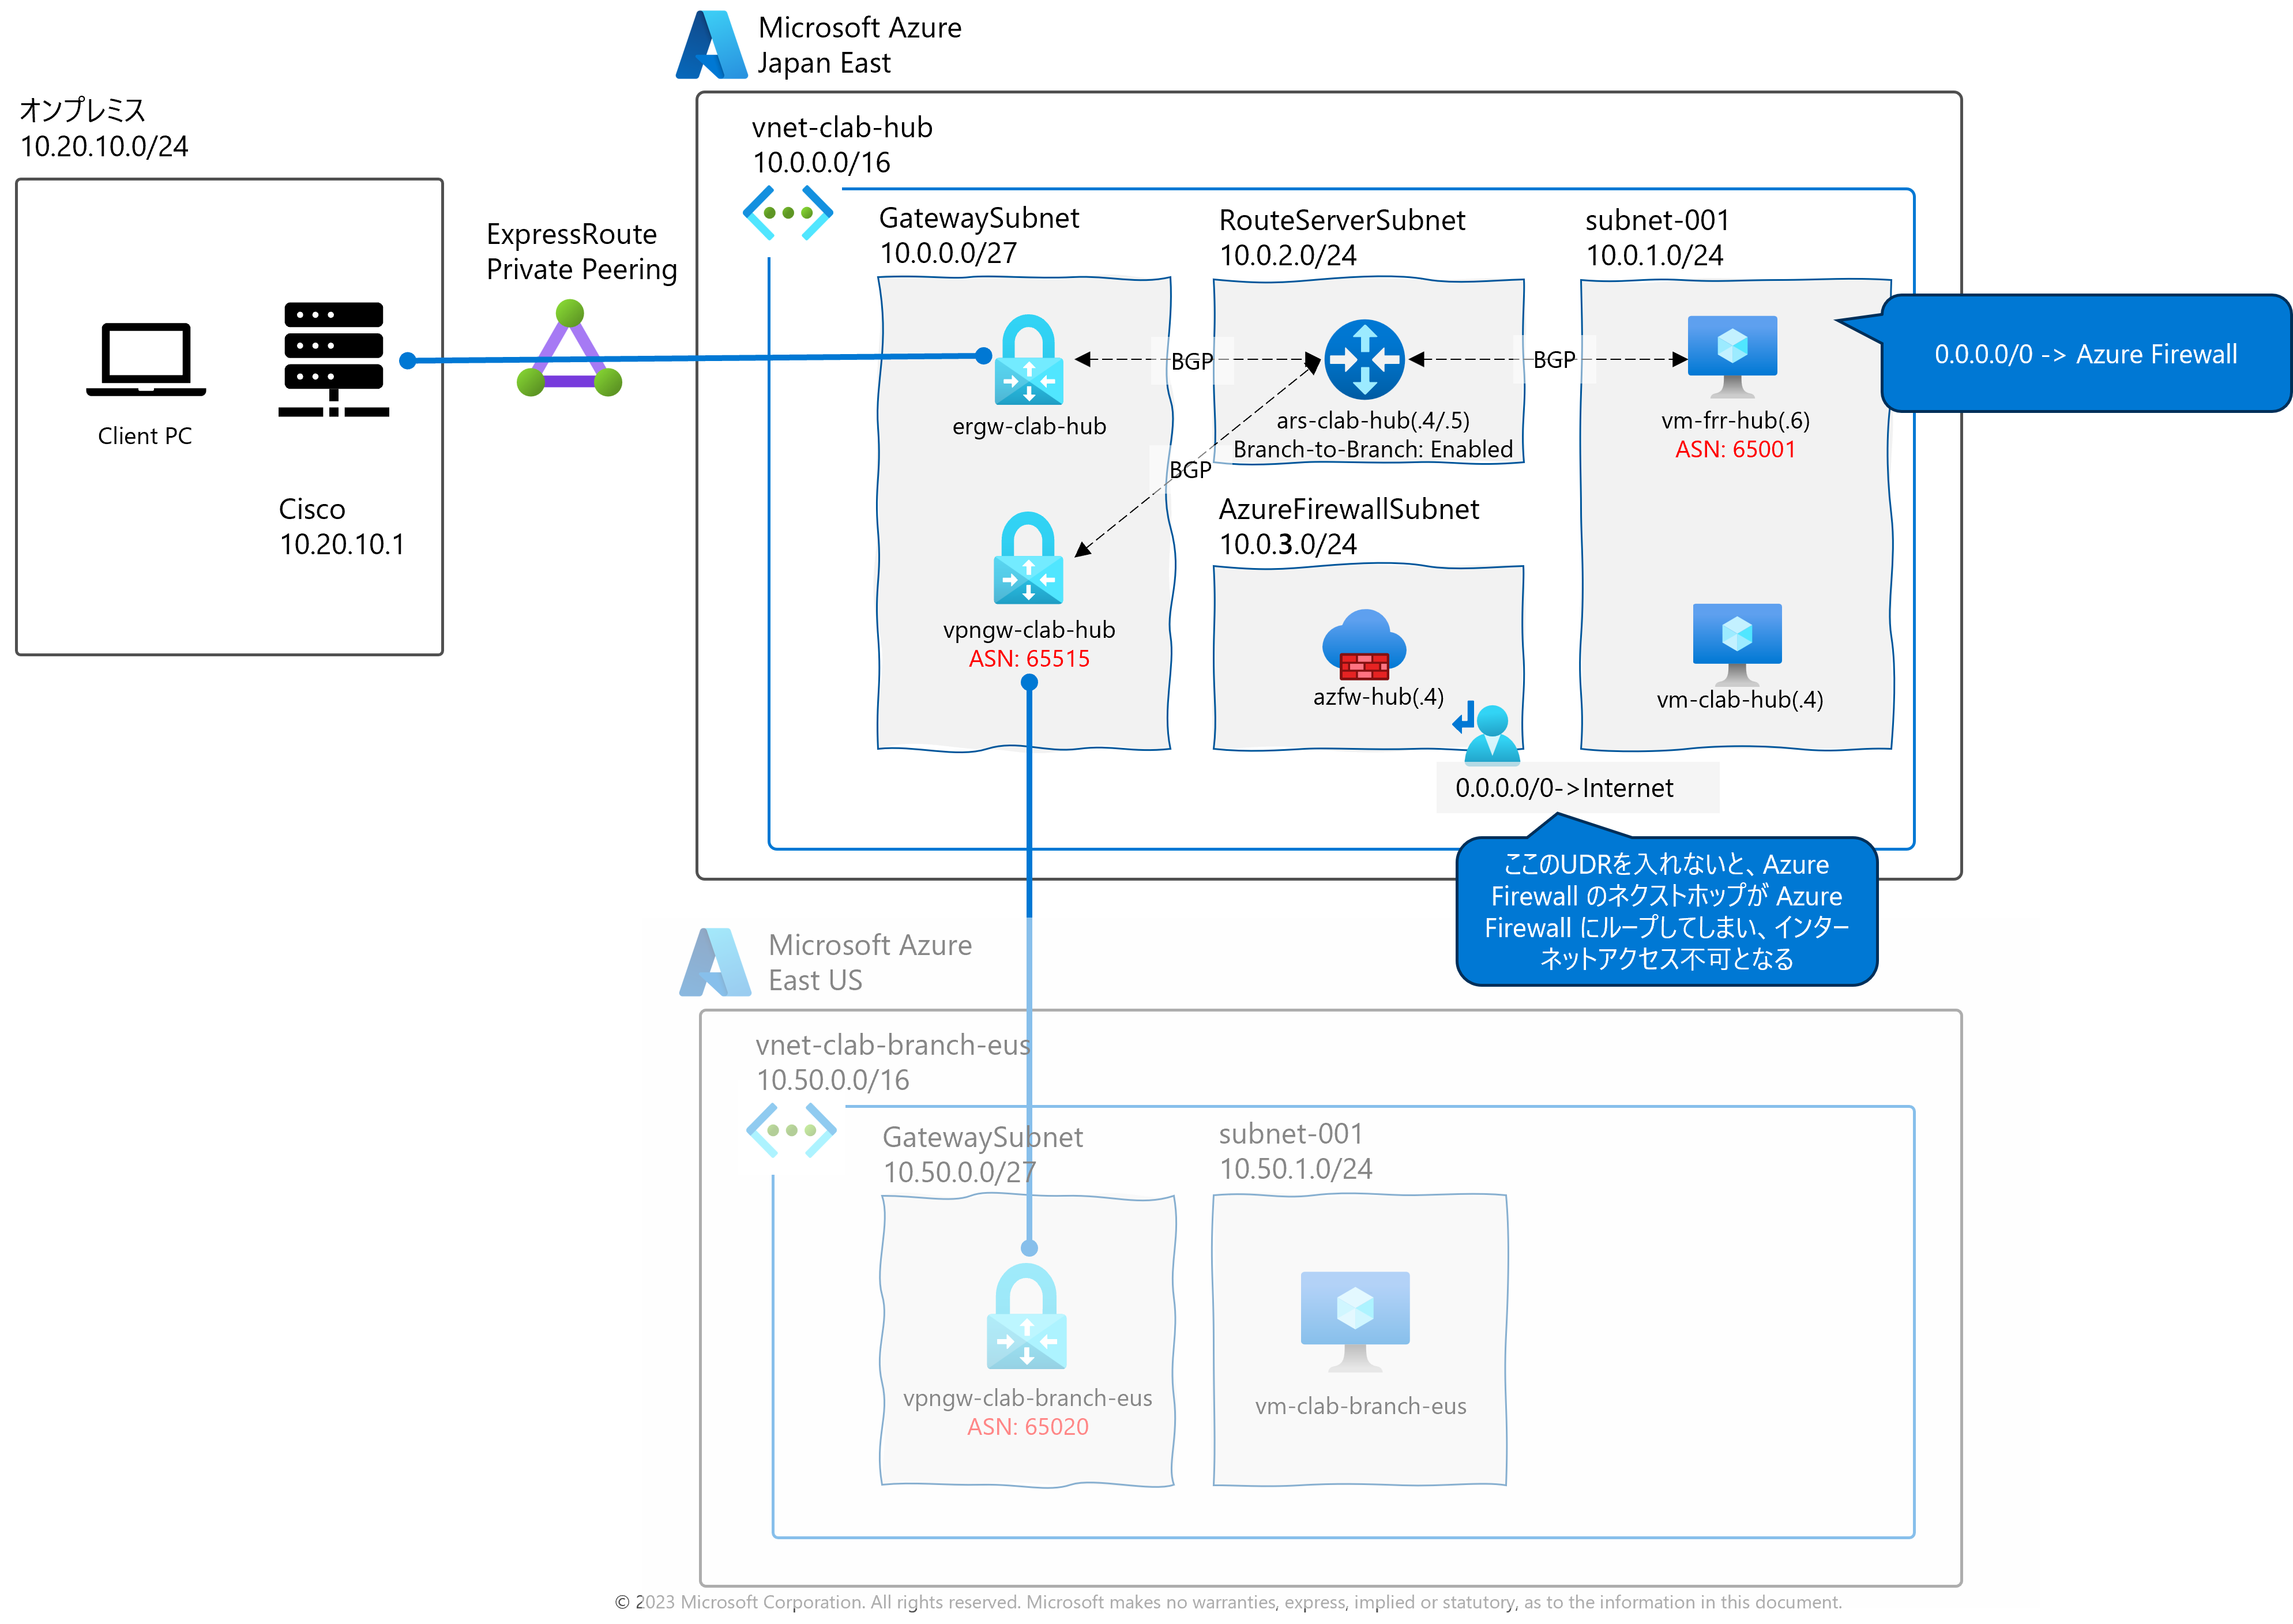 Microsoft Azure
Japan East
オンプレミス
10.20.10.0/24
vnet-clab-hub
10.0.0.0/16
ExpressRoute
Private Peering
GatewaySubnet
10.0.0.0/27
RouteServerSubnet
10.0.2.0/24
subnet-001
10.0.1.0/24
0.0.0.0/0 -> Azure Firewall
BGP
BGP
ergw-clab-hub
ars-clab-hub(.4/.5)
Branch-to-Branch: Enabled
vm-frr-hub(.6)
ASN: 65001
Client PC
BGP
Cisco
10.20.10.1
AzureFirewallSubnet
10.0.3.0/24
vpngw-clab-hub
ASN: 65515
azfw-hub(.4)
vm-clab-hub(.4)
0.0.0.0/0->Internet
ここのUDRを入れないと、Azure
Firewall のネクストホップが Azure
Firewall にループしてしまい、インター
ネットアクセス不可となる
Microsoft Azure
East US
vnet-clab-branch-eus
10.50.0.0/16
GatewaySubnet
10.50.0.0/27
subnet-001
10.50.1.0/24
vpngw-clab-branch-eus
ASN: 65020
vm-clab-branch-eus
© 2023 Microsoft Corporation. All rights reserved. Microsoft makes no warranties, express, implied or statutory, as to the information in this document.